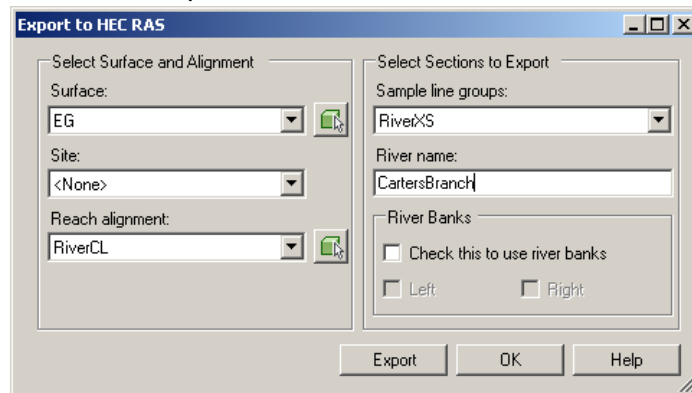 Export to HEC RAS
Select Surface and Alignment
Surface:
EG
Site:
<None>
Reach alignment:
RiverCL
Select Sections to Export
Sample line groups:
RiverXS
River name:
CartersBranch
River Banks
Check this to use river banks
Left
Right
Export
OK
Help